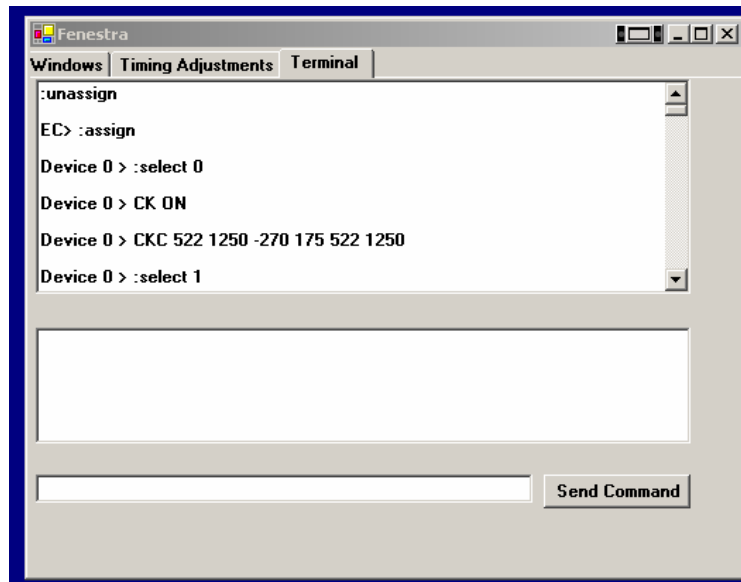 Fenestra
Windows Timing Adjustments Terminal
:unassign
EC> :assign
Device 0 > :select 0
Device 0 > CK ON
Device 0 > CKC 522 1250 -270 175 522 1250
Device 0 > :select 1
Send Command